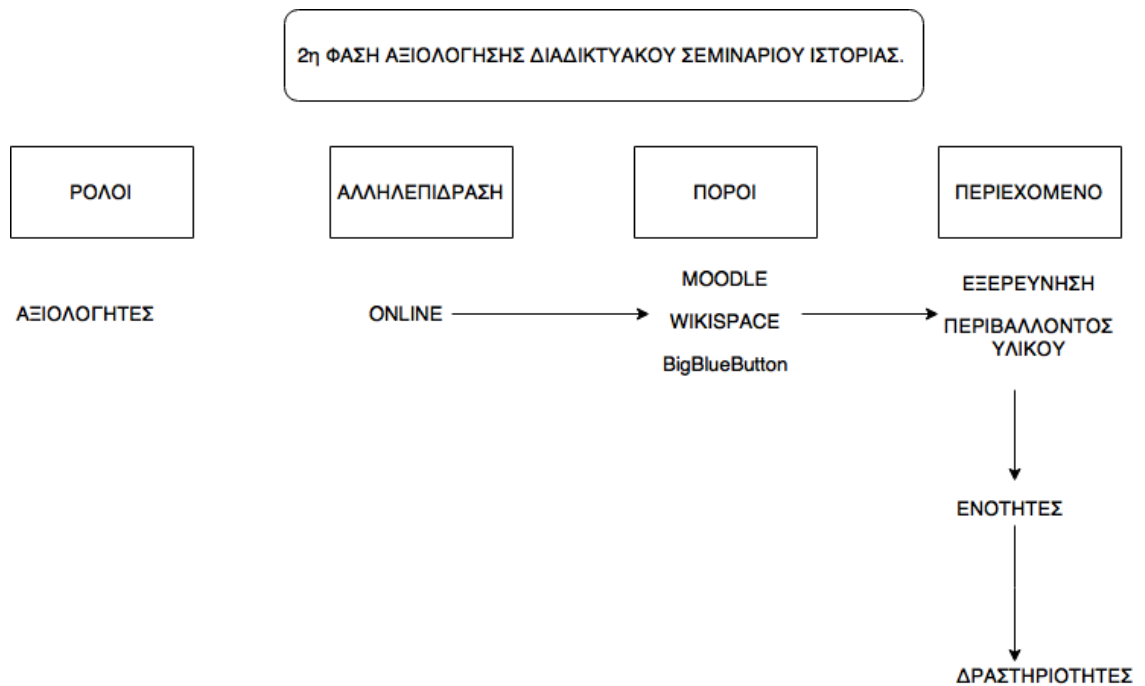 2η ΦΑΣΗ ΑΞΙΟΛΟΓΗΣΗΣ ΔΙΑΔΙΚΤΥΑΚΟΥ ΣΕΜΙΝΑΡΙΟΥ ΙΣΤΟΡΙΑΣ.
ΡΟΛΟΙ
ΑΛΛΗΛΕΠΙΔΡΑΣΗ
ΠΟΡΟΙ
ΠΕΡΙΕΧΟΜΕΝΟ
ΑΞΙΟΛΟΓΗΤΕΣ
ONLINE
MOODLE
WIKISPACE
BigBlueButton
ΕΞΕΡΕΥΝΗΣΗ
ΠΕΡΙΒΑΛΛΟΝΤΟΣ
ΥΛΙΚΟΥ
ΕΝΟΤΗΤΕΣ
ΔΡΑΣΤΗΡΙΟΤΗΤΕΣ